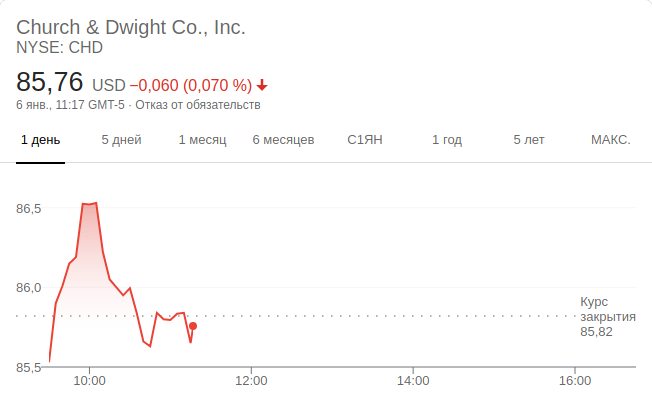 Church & Dwight Co., Inc.
NYSE: CHD
85,76 USD −0,060 (0,070 %)
6 янв., 11:17 GMT-5 · Отказ от обязательств
1 день 5 дней 1 месяц 6 месяцев С1ЯН 1 год 5 лет МАКС.
86,5
86,0
Курс
закрытия
85,82
85,5
10:00 12:00 14:00 16:00